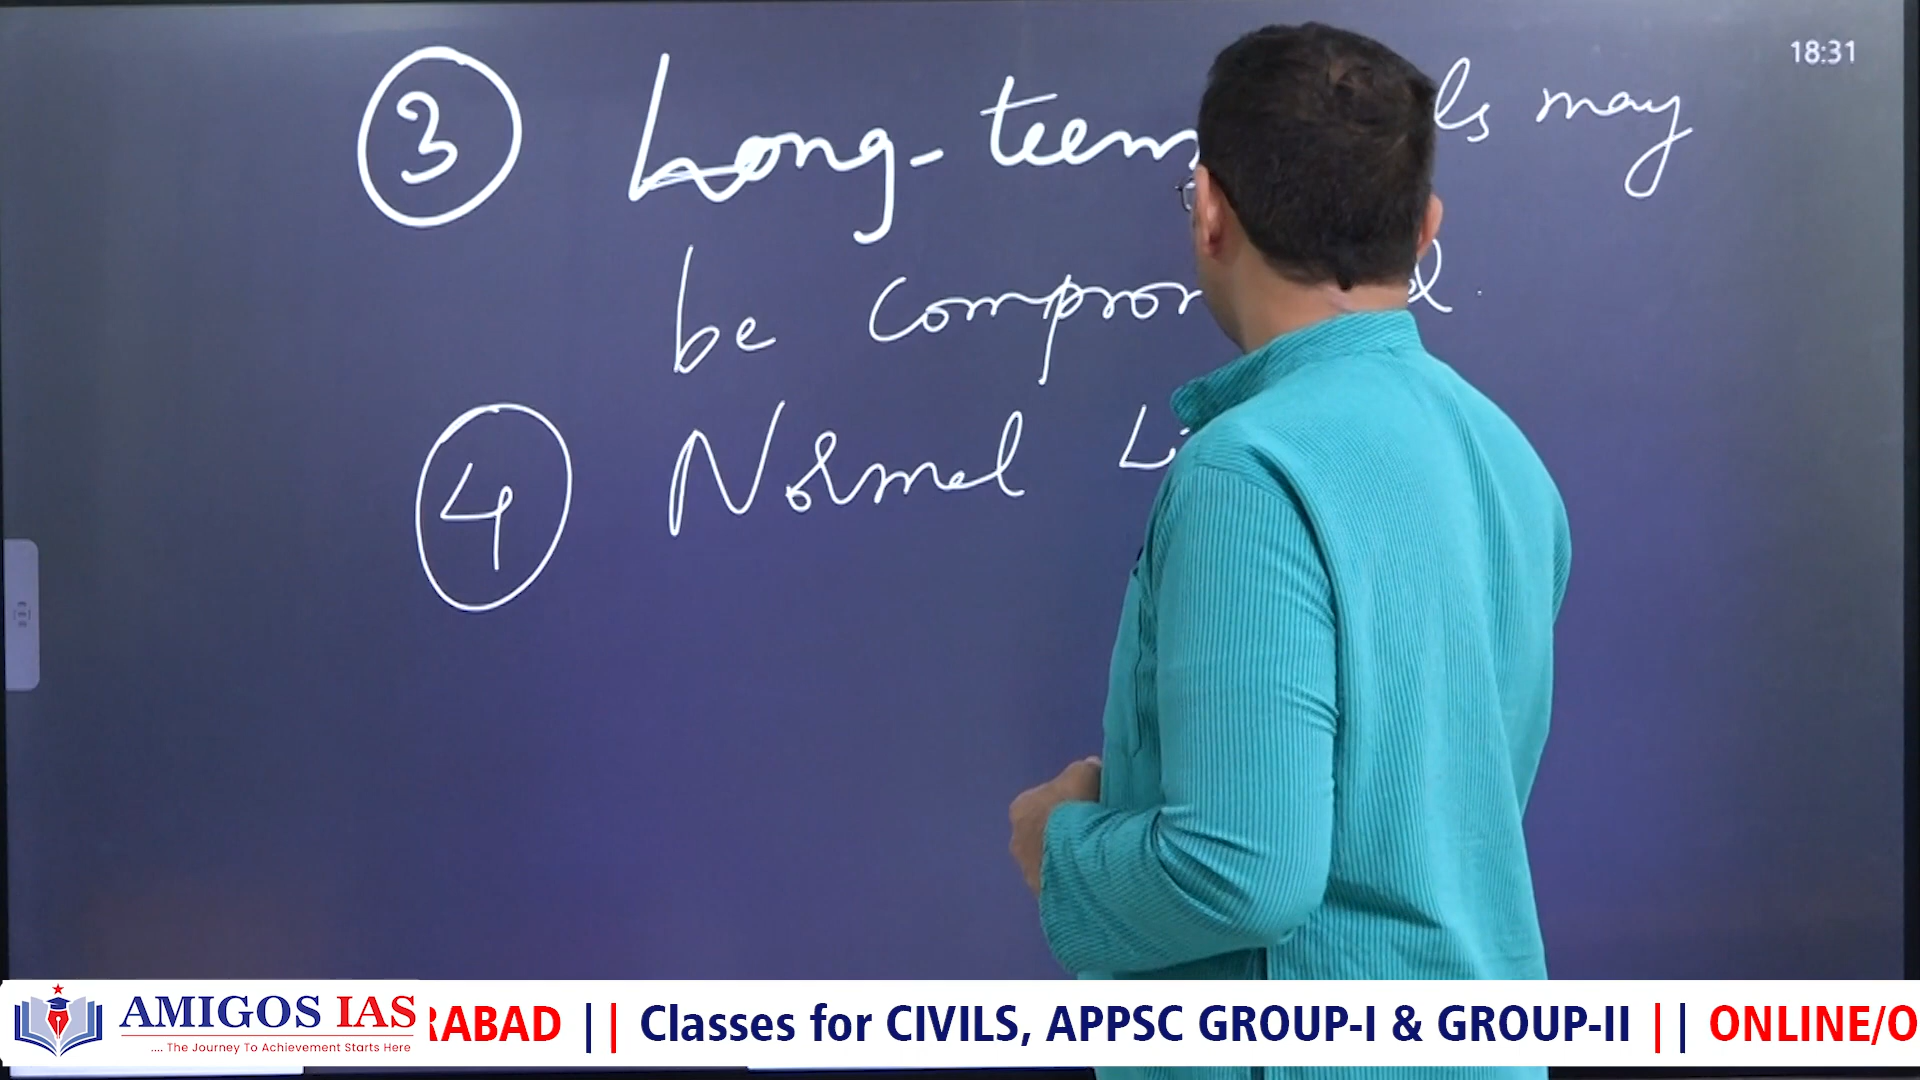 18:31
③ Long-term ls may
be compro d.
④ Normal Li
AMIGOS IAS
.... The Journey To Achievement Starts Here
RABAD || Classes for CIVILS, APPSC GROUP-I & GROUP-II || ONLINE/O